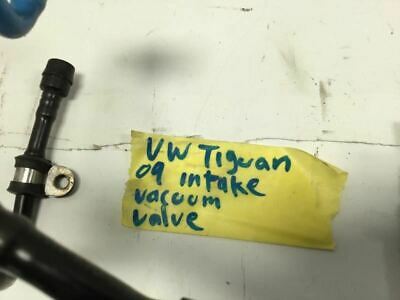 VW Tiguan
09 intake
vacuum
valve